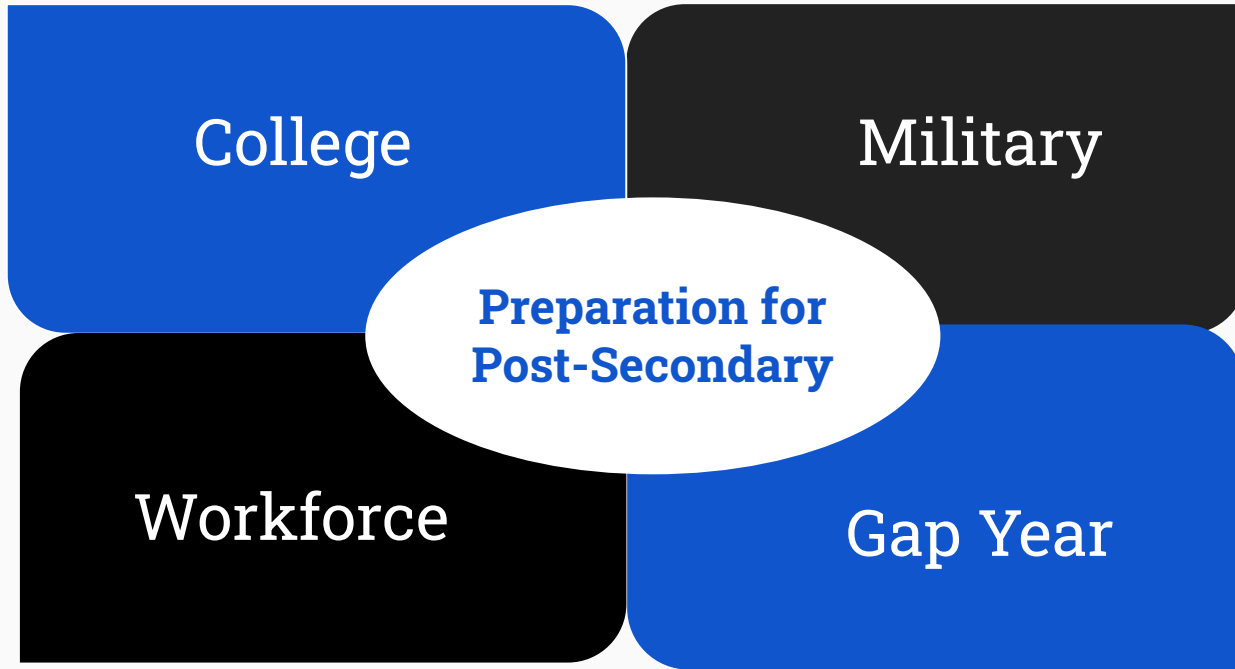 College
Military
Preparation for
Post-Secondary
Workforce
Gap Year